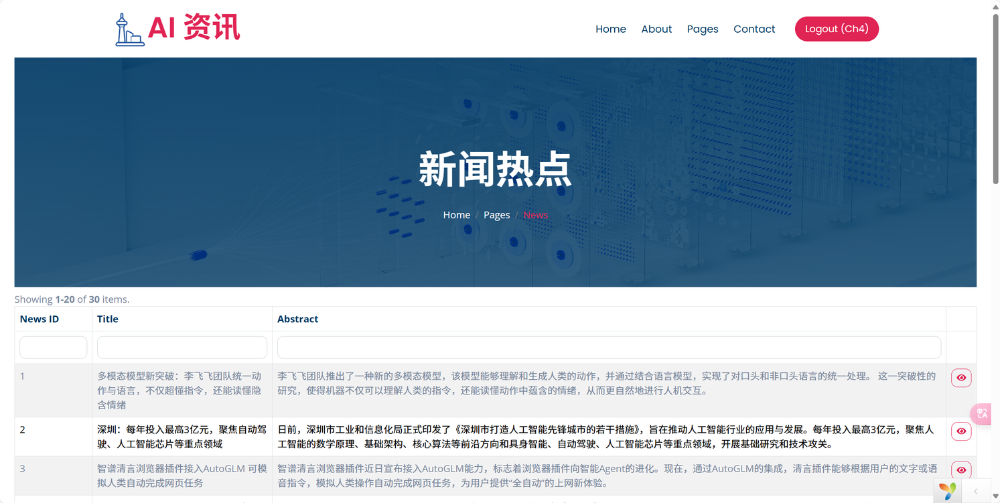 AI 资讯
Home About Pages Contact Logout (Ch4)
新闻热点
Home / Pages / News
Showing 1-20 of 30 items.
News ID Title Abstract
1 多模态模型新突破：李飞飞团队统一动 李飞飞团队推出了一种新的多模态模型，该模型能够理解和生成人类的动作，并通过结合语言模型，实现了对口头和非口头语言的统一处理。 这一突破性的
作与语言，不仅超懂指令，还能读懂隐 研究，使得机器不仅可以理解人类的指令，还能读懂动作中蕴含的情绪，从而更自然地进行人机交互。
含情绪
2 深圳：每年投入最高3亿元，聚焦自动驾 日前，深圳市工业和信息化局正式印发了《深圳市打造人工智能先锋城市的若干措施》，旨在推动人工智能行业的应用与发展。每年投入最高3亿元，聚焦人
驶、人工智能芯片等重点领域 工智能的数学原理、基础架构、核心算法等前沿方向和具身智能、自动驾驶、人工智能芯片等重点领域，开展基础研究和技术攻关。
3 智谱清言浏览器插件接入AutoGLM 可模 智谱清言浏览器插件近日宣布接入AutoGLM能力，标志着浏览器插件向智能Agent的进化。现在，通过AutoGLM的集成，清言插件能够根据用户的文字或语
拟人类自动完成网页任务 音指令，模拟人类操作自动完成网页任务，为用户提供“全自动”的上网新体验。